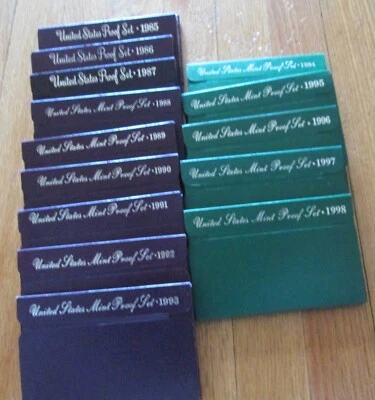 United States Proof Set · 1985
United States Proof Set · 1986
United States Proof Set · 1987
United States Mint Proof Set · 1988
United States Mint Proof Set · 1989
United States Mint Proof Set · 1990
United States Mint Proof Set · 1991
United States Mint Proof Set · 1992
United States Mint Proof Set · 1993
United States Mint Proof Set · 1994
United States Mint Proof Set · 1995
United States Mint Proof Set · 1996
United States Mint Proof Set · 1997
United States Mint Proof Set · 1998